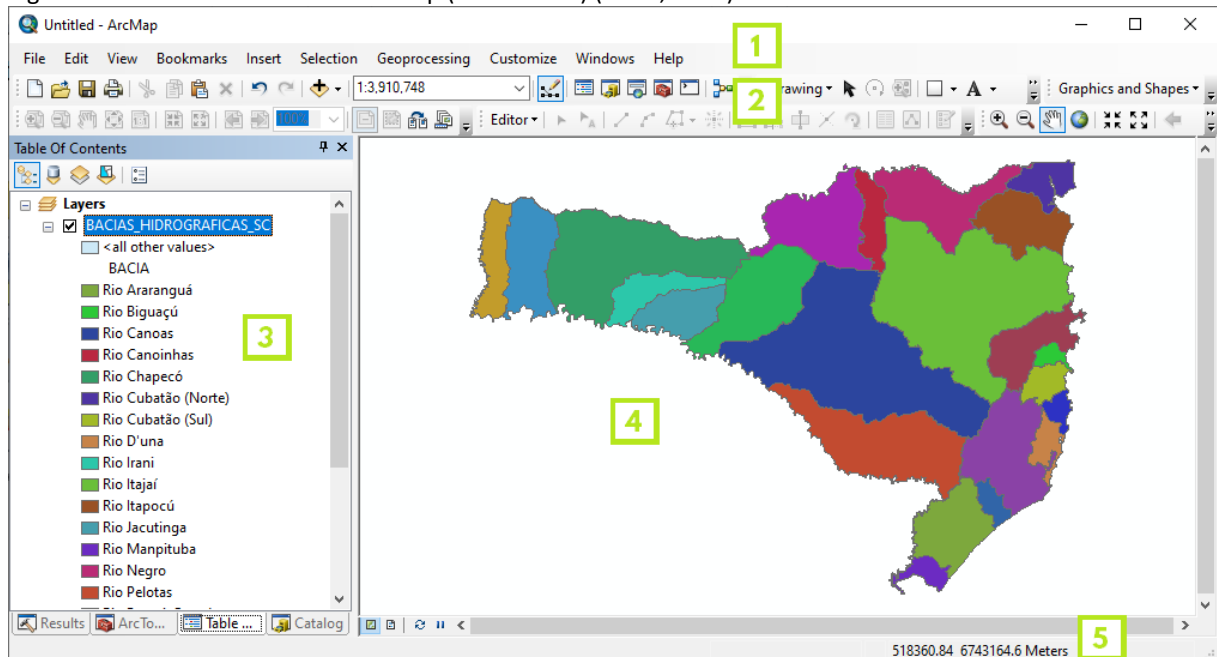 Untitled - ArcMap
File Edit View Bookmarks Insert Selection Geoprocessing Customize Windows Help
1
1:3,910,748
2
rawing
A
Graphics and Shapes
100%
Editor
Table Of Contents
Layers
BACIAS_HIDROGRAFICAS_SC
<all other values>
BACIA
Rio Araranguá
Rio Biguaçú
Rio Canoas
Rio Canoinhas
Rio Chapecó
Rio Cubatão (Norte)
Rio Cubatão (Sul)
Rio D'una
Rio Irani
Rio Itajaí
Rio Itapocú
Rio Jacutinga
Rio Manpituba
Rio Negro
Rio Pelotas
3
4
Results ArcTo... Table ... Catalog
5
518360.84 6743164.6 Meters